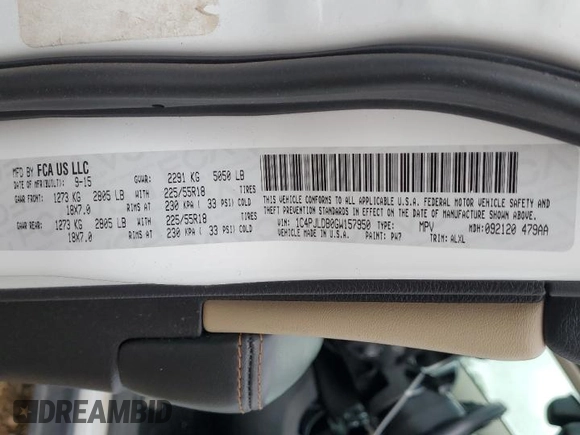 MFD BY FCA US LLC
DATE OF MFR(BUILT): 9-15 GVWR: 2291 KG 5050 LB
GAWR FRONT: 1273 KG 2805 LB WITH 225/55R18 TIRES
18X7.0 RIMS AT 230 KPA ( 33 PSI) COLD
GAWR REAR: 1273 KG 2805 LB WITH 225/55R18 TIRES
18X7.0 RIMS AT 230 KPA ( 33 PSI) COLD
THIS VEHICLE CONFORMS TO ALL APPLICABLE U.S.A. FEDERAL MOTOR VEHICLE SAFETY,
BUMPER, AND THEFT PREVENTION STANDARDS IN EFFECT ON THE DATE OF MANUFACTURE SHOWN ABOVE.
VIN: 1C4PJLDB0GW157950 TYPE: MPV MDH: 092120 479AA
VEHICLE MADE IN U.S.A. PAINT: PW7 TRIM: ALXL
DREAMBID